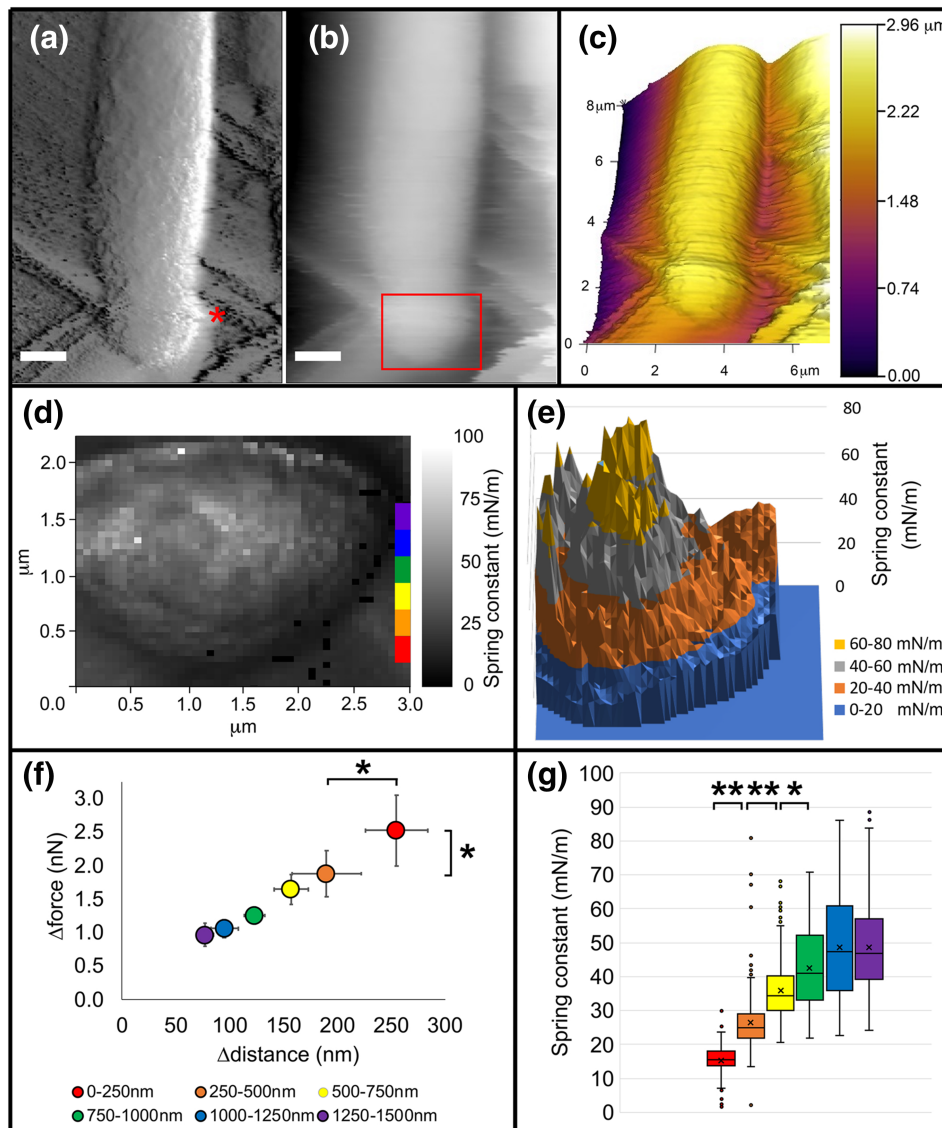 (a)
*
(b)
(c)
8 μm
6
4
2
0
0
2
4
6 μm
2.96 μm
2.22
1.48
0.74
0.00
(d)
μm
2.0
1.5
1.0
0.5
0.0
0.5
1.0
1.5
2.0
2.5
3.0
μm
100
75
50
25
0
Spring constant (mN/m)
(e)
80
60
40
20
0
Spring constant
(mN/m)
60-80 mN/m
40-60 mN/m
20-40 mN/m
0-20 mN/m
(f)
*
*
Δforce (nN)
3.0
2.5
2.0
1.5
1.0
0.5
0.0
0
50
100
150
200
250
300
Δdistance (nm)
0-250nm
250-500nm
500-750nm
750-1000nm
1000-1250nm
1250-1500nm
(g)
** ** *
Spring constant (mN/m)
100
90
80
70
60
50
40
30
20
10
0